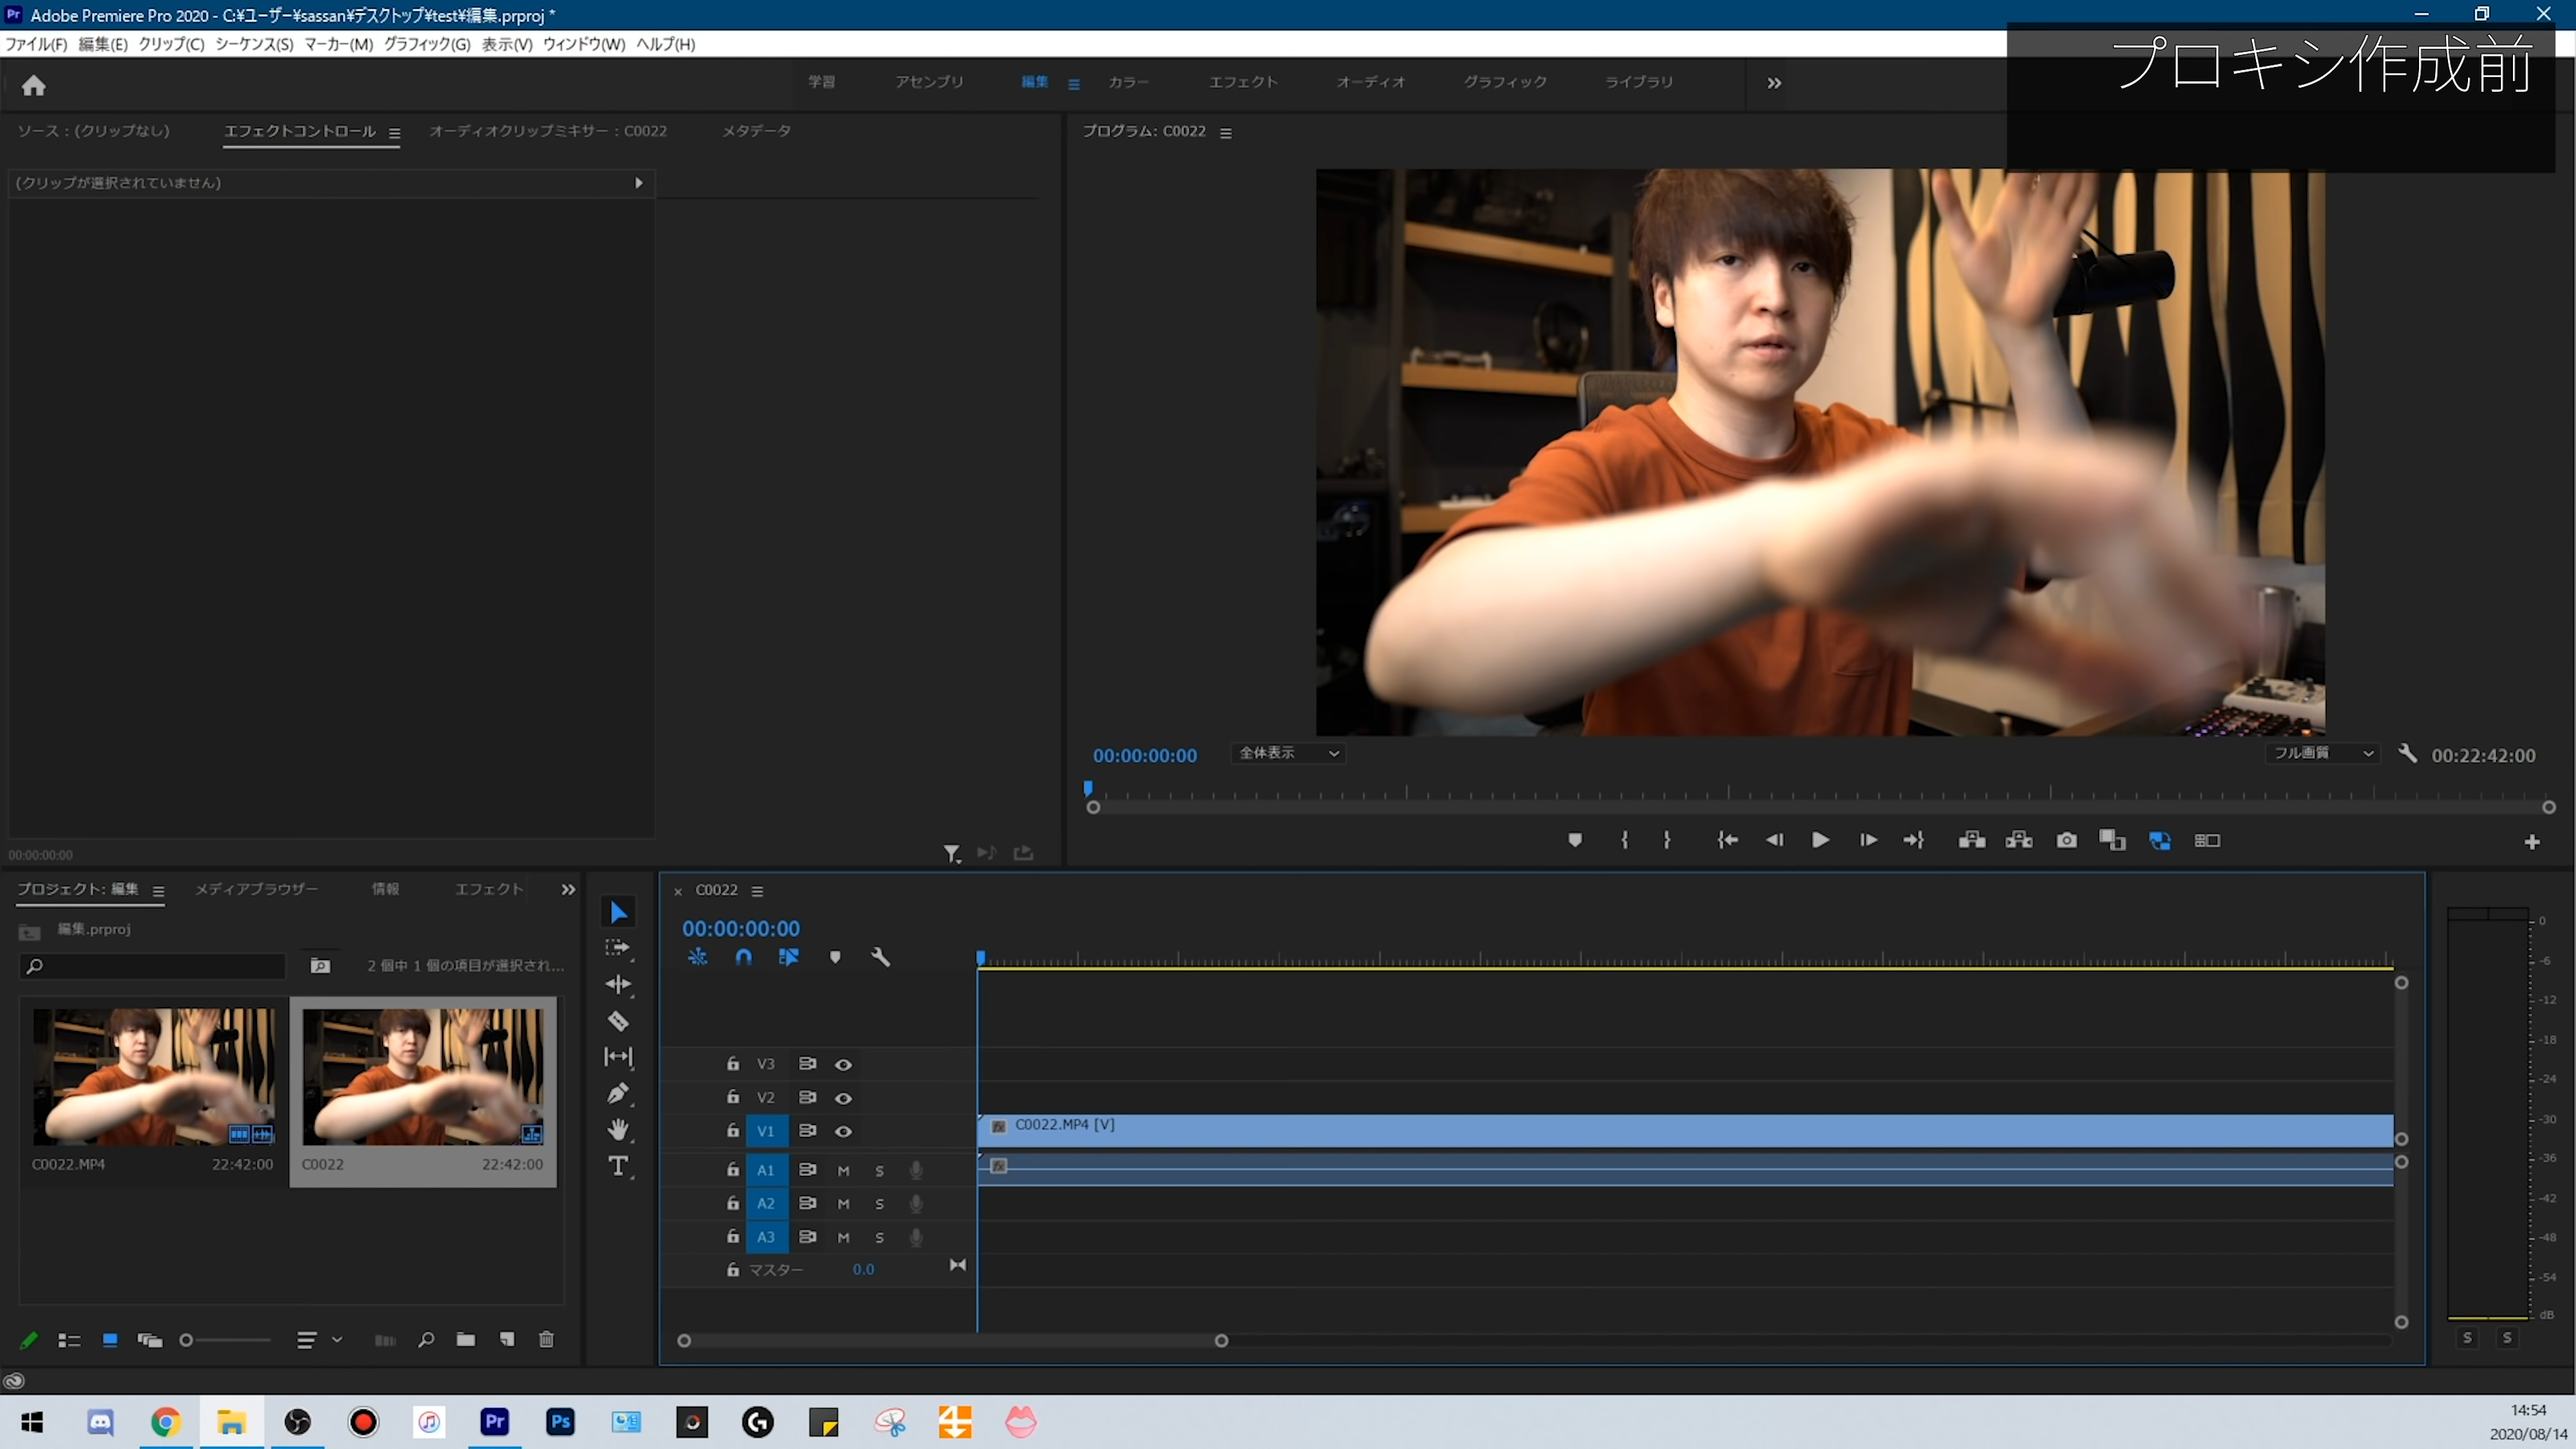 Adobe Premiere Pro 2020 - C:¥ユーザー¥sassan¥デスクトップ¥test¥編集.prproj *
ファイル(F) 編集(E) クリップ(C) シーケンス(S) マーカー(M) グラフィック(G) 表示(V) ウィンドウ(W) ヘルプ(H)
プロキシ作成前
学習 アセンブリ 編集 カラー エフェクト オーディオ グラフィック ライブラリ
ソース : (クリップなし) エフェクトコントロール オーディオクリップミキサー : C0022 メタデータ
プログラム: C0022
(クリップが選択されていません)
00:00:00:00 全体表示 フル画質 00:22:42:00
00:00:00:00
プロジェクト: 編集 メディアブラウザー 情報 エフェクト
編集.prproj
2 個中 1 個の項目が選択され...
C0022.MP4 22:42:00
C0022 22:42:00
C0022
00:00:00:00
V3
V2
V1 C0022.MP4 [V]
A1 M S
A2 M S
A3 M S
マスター 0.0
0
-6
-12
-18
-24
-30
-36
-42
-48
-54
dB
S S
14:54
2020/08/14